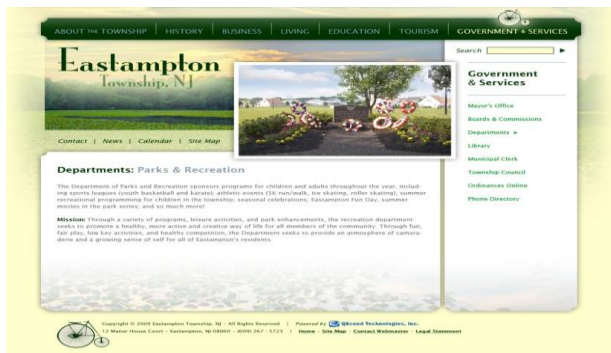 ABOUT THE TOWNSHIP HISTORY BUSINESS LIVING EDUCATION TOURISM GOVERNMENT & SERVICES
Search
Eastampton
Township, NJ
Contact | News | Calendar | Site Map
Government
& Services
Mayor's Office
Boards & Commissions
Departments
Library
Municipal Clerk
Township Council
Ordinances Online
Phone Directory
Departments: Parks & Recreation
The Department of Parks and Recreation sponsors programs for children and adults throughout the year, includ-
ing sports leagues (youth basketball and karate); athletic events (5K run/walk, ice skating, roller skating); summer
recreational programming for children in the township; seasonal celebrations; Eastampton Fun Day, summer
movies in the park series; and so much more!
Mission: Through a variety of programs, leisure activities, and park enhancements, the recreation department
seeks to promote a healthy, more active and creative way of life for all members of the community. Through fun,
fair play, low key activities, and healthy competition, the Department seeks to provide an atmosphere of camara-
derie and a growing sense of self for all of Eastampton's residents.
Copyright © 2009 Eastampton Township, NJ - All Rights Reserved | Powered by QScend Technologies, Inc.
12 Manor House Court - Eastampton, NJ 08060 - (609) 267 - 5723 | Home - Site Map - Contact Webmaster - Legal Statement